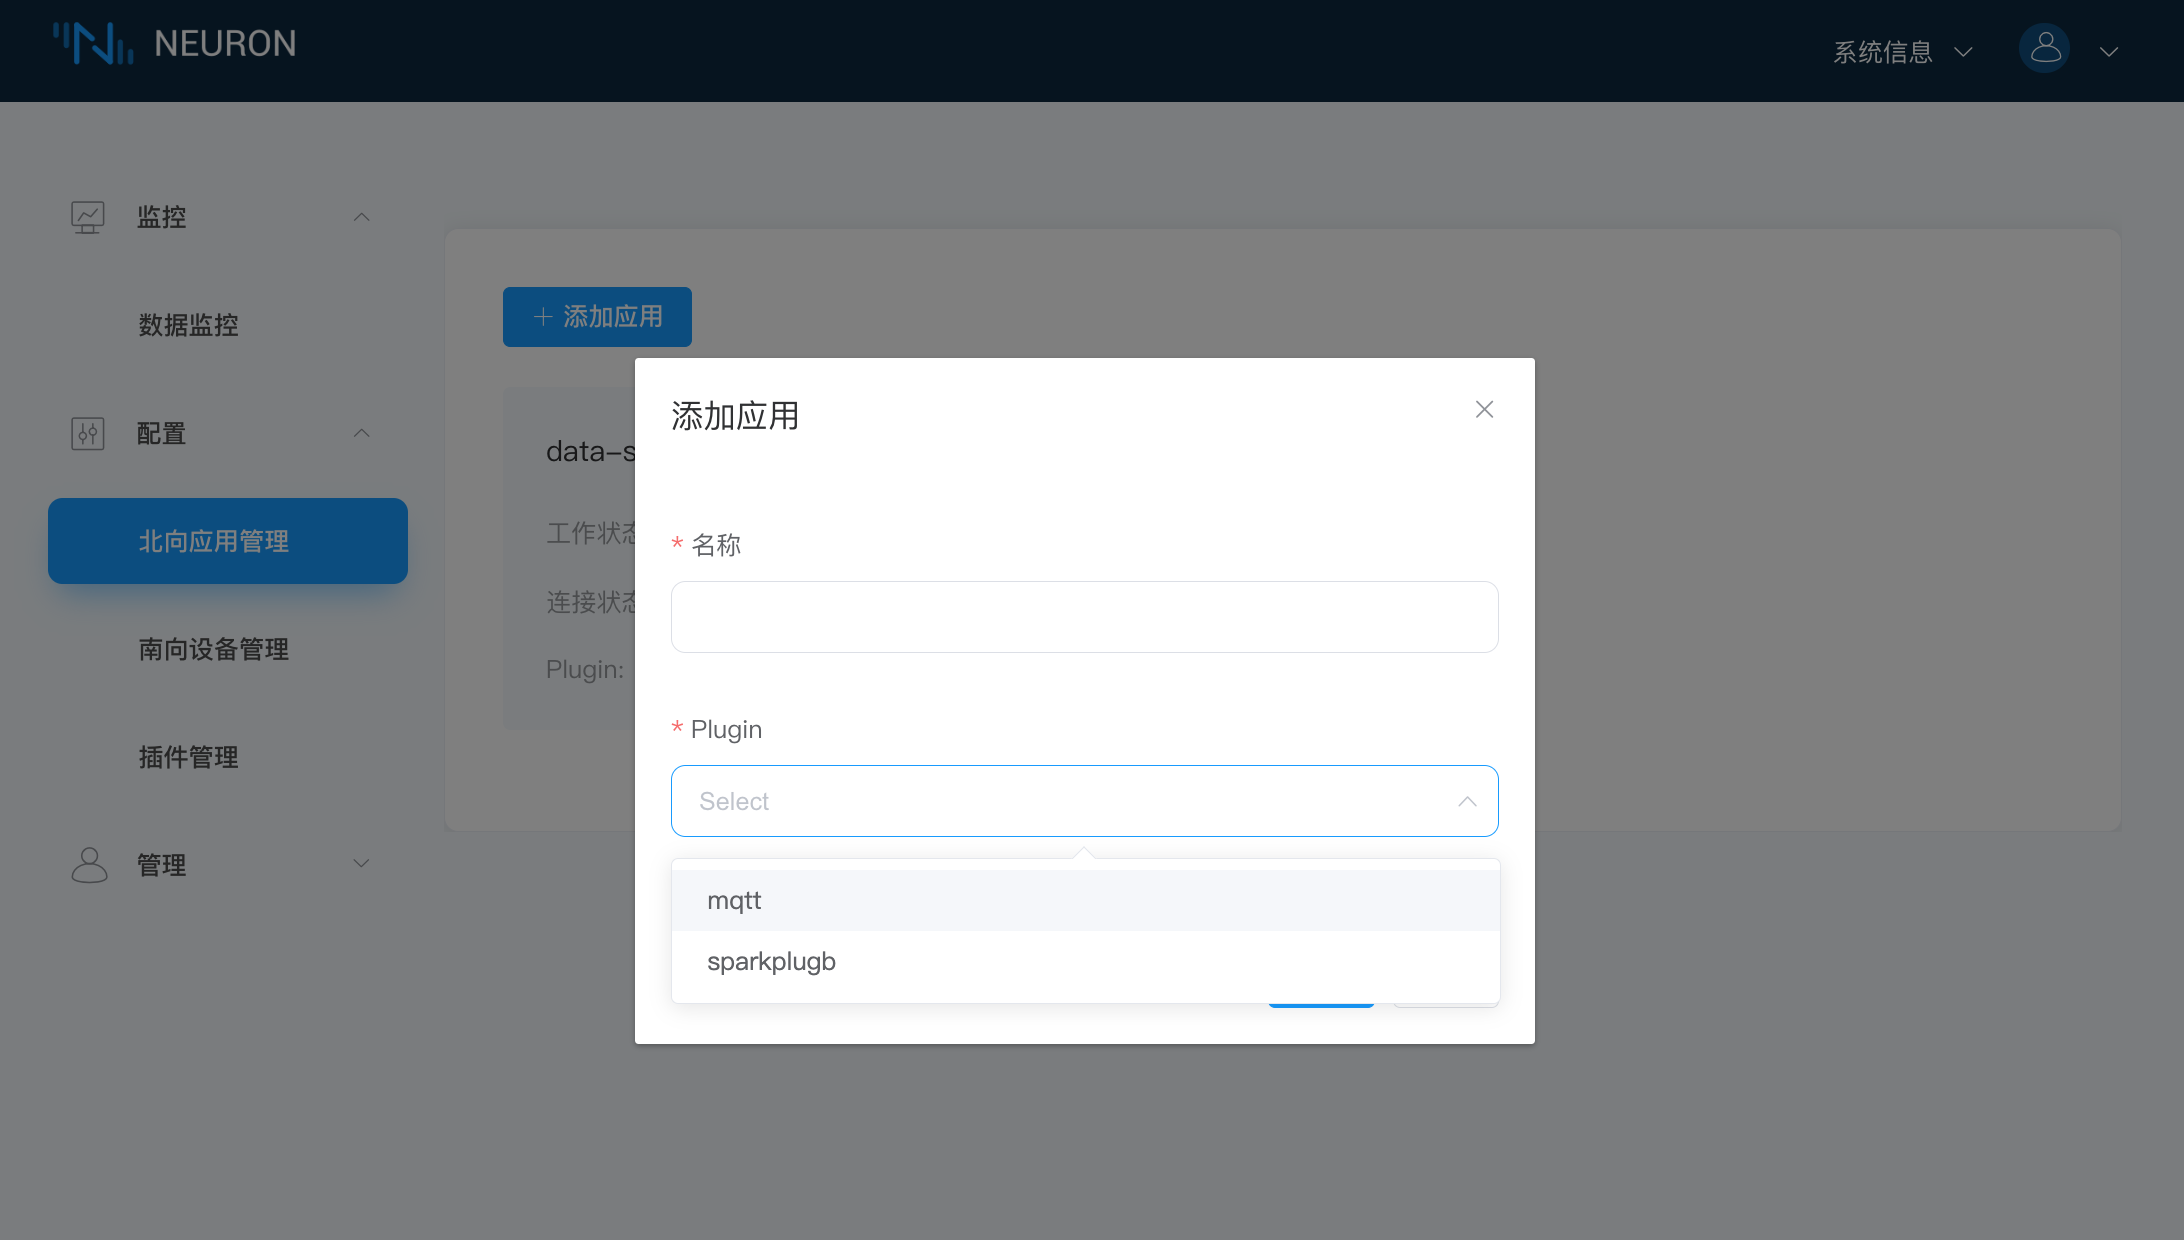 NEURON
系统信息
监控
数据监控
配置
北向应用管理
南向设备管理
插件管理
管理
添加应用
data-s
工作状态
连接状态
Plugin:
添加应用
* 名称
* Plugin
Select
mqtt
sparkplugb